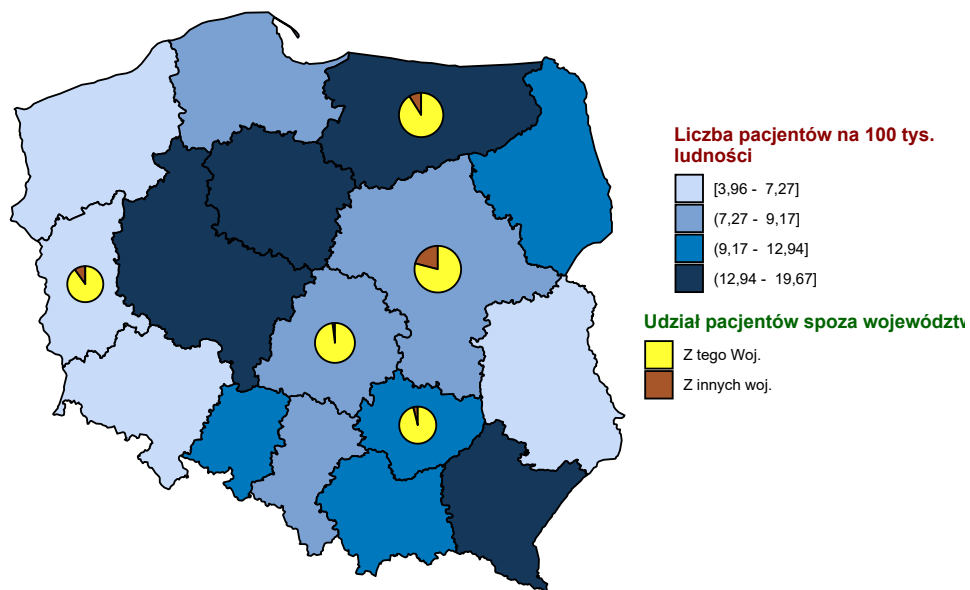 Liczba pacjentów na 100 tys.
ludności
[3,96 - 7,27]
(7,27 - 9,17]
(9,17 - 12,94]
(12,94 - 19,67]
Udział pacjentów spoza województw
Z tego Woj.
Z innych woj.